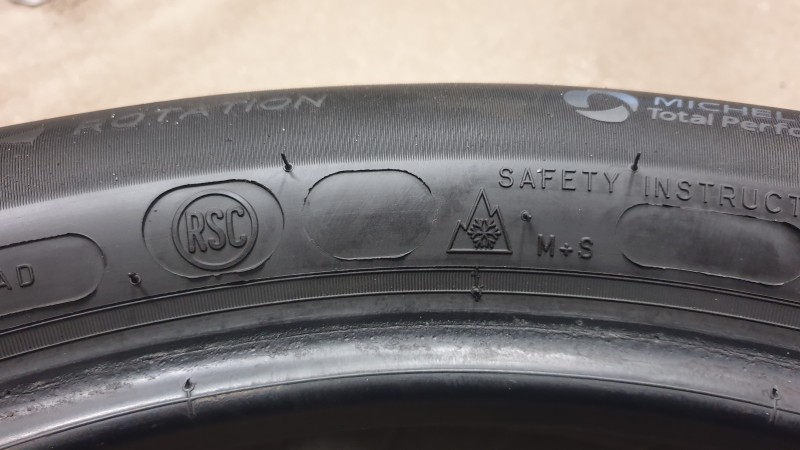 ROTATION
MICHEL
Total Perfo
SAFETY INSTRUCT
RSC
M+S
AD